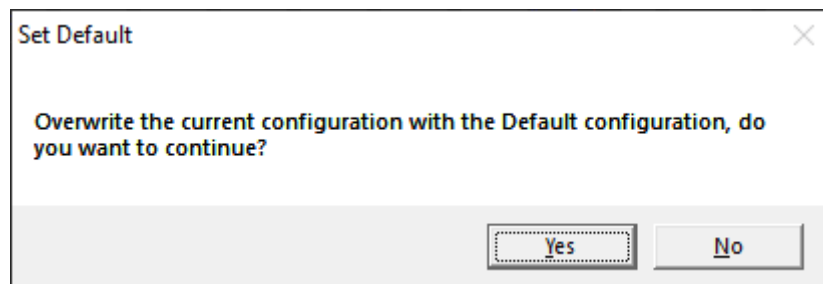 Set Default
Overwrite the current configuration with the Default configuration, do
you want to continue?
Yes
No